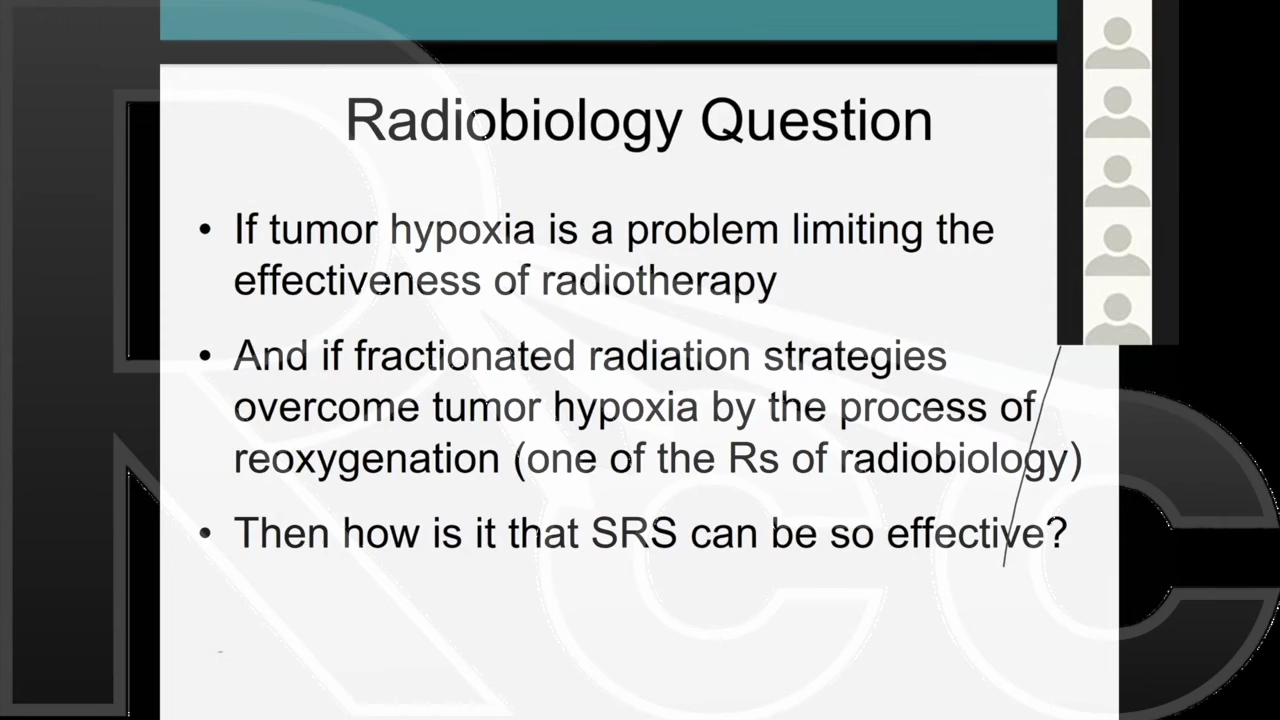 Radiobiology Question
• If tumor hypoxia is a problem limiting the
effectiveness of radiotherapy
• And if fractionated radiation strategies
overcome tumor hypoxia by the process of
reoxygenation (one of the Rs of radiobiology)
• Then how is it that SRS can be so effective?
Rcc